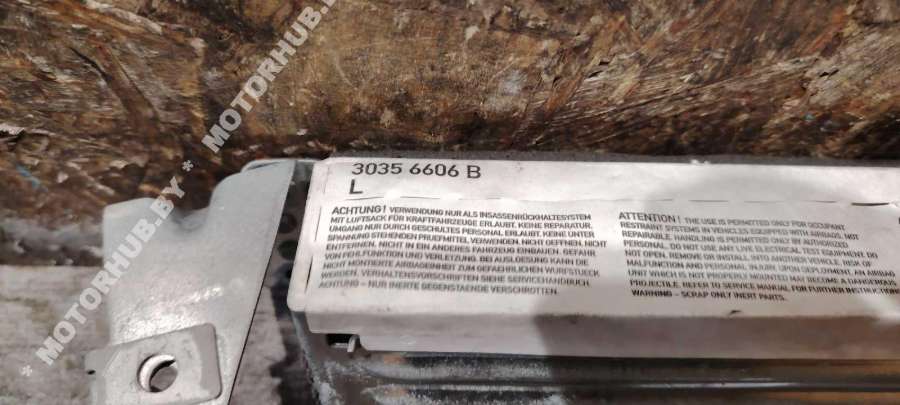 3035 6606 B
L
ACHTUNG! VERWENDUNG NUR ALS INSASSENRÜCKHALTESYSTEM
MIT LUFTSACK FÜR KRAFTFAHRZEUGE ERLAUBT. KEINE REPARATUR.
UMGANG NUR DURCH GESCHULTES PERSONAL ERLAUBT. KEINE UNTER
SPANNUNG STEHENDEN PRUEFMITTEL VERWENDEN. NICHT ÖFFNEN. NICHT
ENTFERNEN. NICHT IN EIN ANDERES FAHRZEUG EINBAUEN. GEFAHR
VON FEHLFUNKTION UND VERLETZUNG. BEI AUSLOESUNG KANN DIE
NICHT MONTIERTE AIRBAGEINHEIT ZUM GEFÄHRLICHEN WURFSTUECK
WERDEN. VERHALTENSVORSCHRIFTEN SIEHE SERVICEHANDBUCH
ACHTUNG – NUR INERTE GEGENSTAENDE VERSCHROTTEN.
ATTENTION! THE USE IS PERMITTED ONLY FOR OCCUPANT
RESTRAINT SYSTEMS IN VEHICLES EQUIPPED WITH AIRBAG. NOT
REPAIRABLE. HANDLING IS PERMITTED ONLY BY AUTHORIZED
PERSONAL. DO NOT USE ANY LIVE ELECTRICAL TEST EQUIPMENT. DO
NOT OPEN. REMOVE OR INSTALL INTO ANOTHER VEHICLE. RISK OF
MALFUNCTION AND PERSONAL INJURY. UPON DEPLOYMENT, AN AIRBAG
UNIT WHICH IS NOT PROPERLY MOUNTED MAY BECOME A DANGEROUS
PROJECTILE. REFER TO SERVICE MANUAL FOR FURTHER INSTRUCTIONS
WARNING – SCRAP ONLY INERT PARTS.
* MOTORHUB.BY * MOTORHUB.BY * MOTORHUB